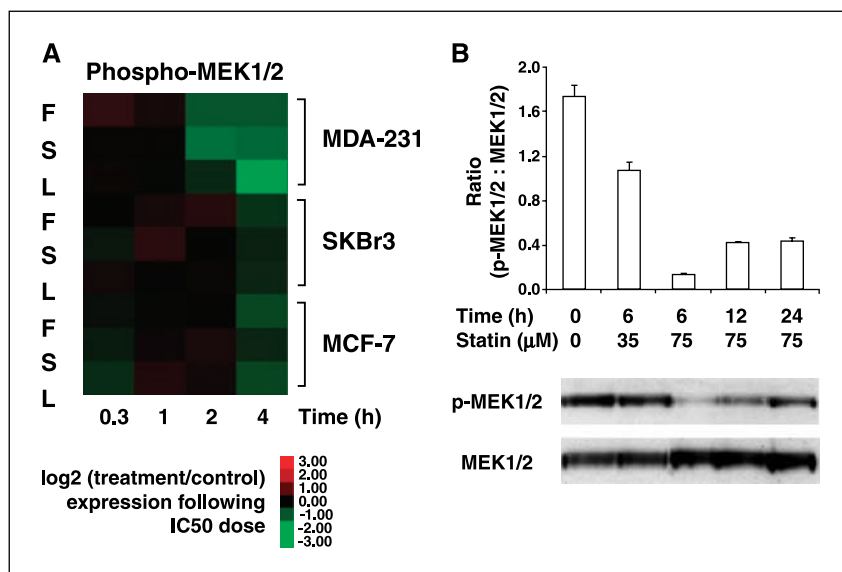 A
Phospho-MEK1/2
F
S
L
F
S
L
F
S
L
MDA-231
SKBr3
MCF-7
0.3 1 2 4 Time (h)
log2 (treatment/control)
expression following
IC50 dose
3.00
2.00
1.00
0.00
-1.00
-2.00
-3.00
B
Ratio
(p-MEK1/2 : MEK1/2)
2.0
1.6
1.2
0.8
0.4
0.0
Time (h) 0 6 6 12 24
Statin (μM) 0 35 75 75 75
p-MEK1/2
MEK1/2